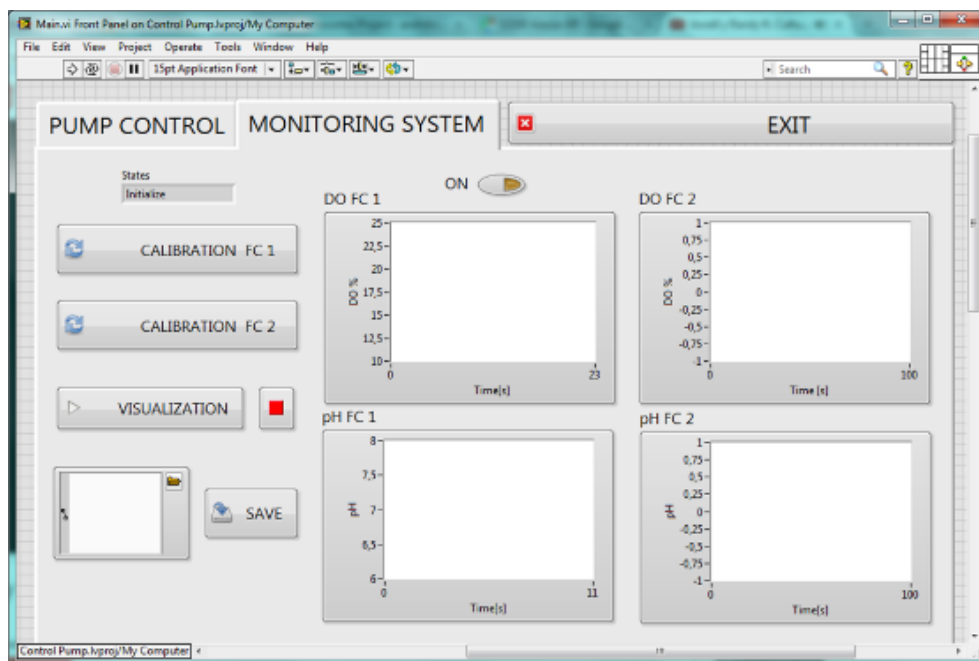 Main.vi Front Panel on Control Pump.lvproj/My Computer
File Edit View Project Operate Tools Window Help
15pt Application Font
Search
PUMP CONTROL
MONITORING SYSTEM
EXIT
States
Initialize
ON
CALIBRATION FC 1
CALIBRATION FC 2
VISUALIZATION
SAVE
DO FC 1
DO %
25
22,5
20
17,5
15
12,5
10
0
23
Time[s]
DO FC 2
DO %
1
0,75
0,5
0,25
0
-0,25
-0,5
-0,75
-1
0
100
Time [s]
pH FC 1
pH
8
7,5
7
6,5
6
0
11
Time[s]
pH FC 2
pH
1
0,75
0,5
0,25
0
-0,25
-0,5
-0,75
-1
0
100
Time[s]
Control Pump.lvproj/My Computer